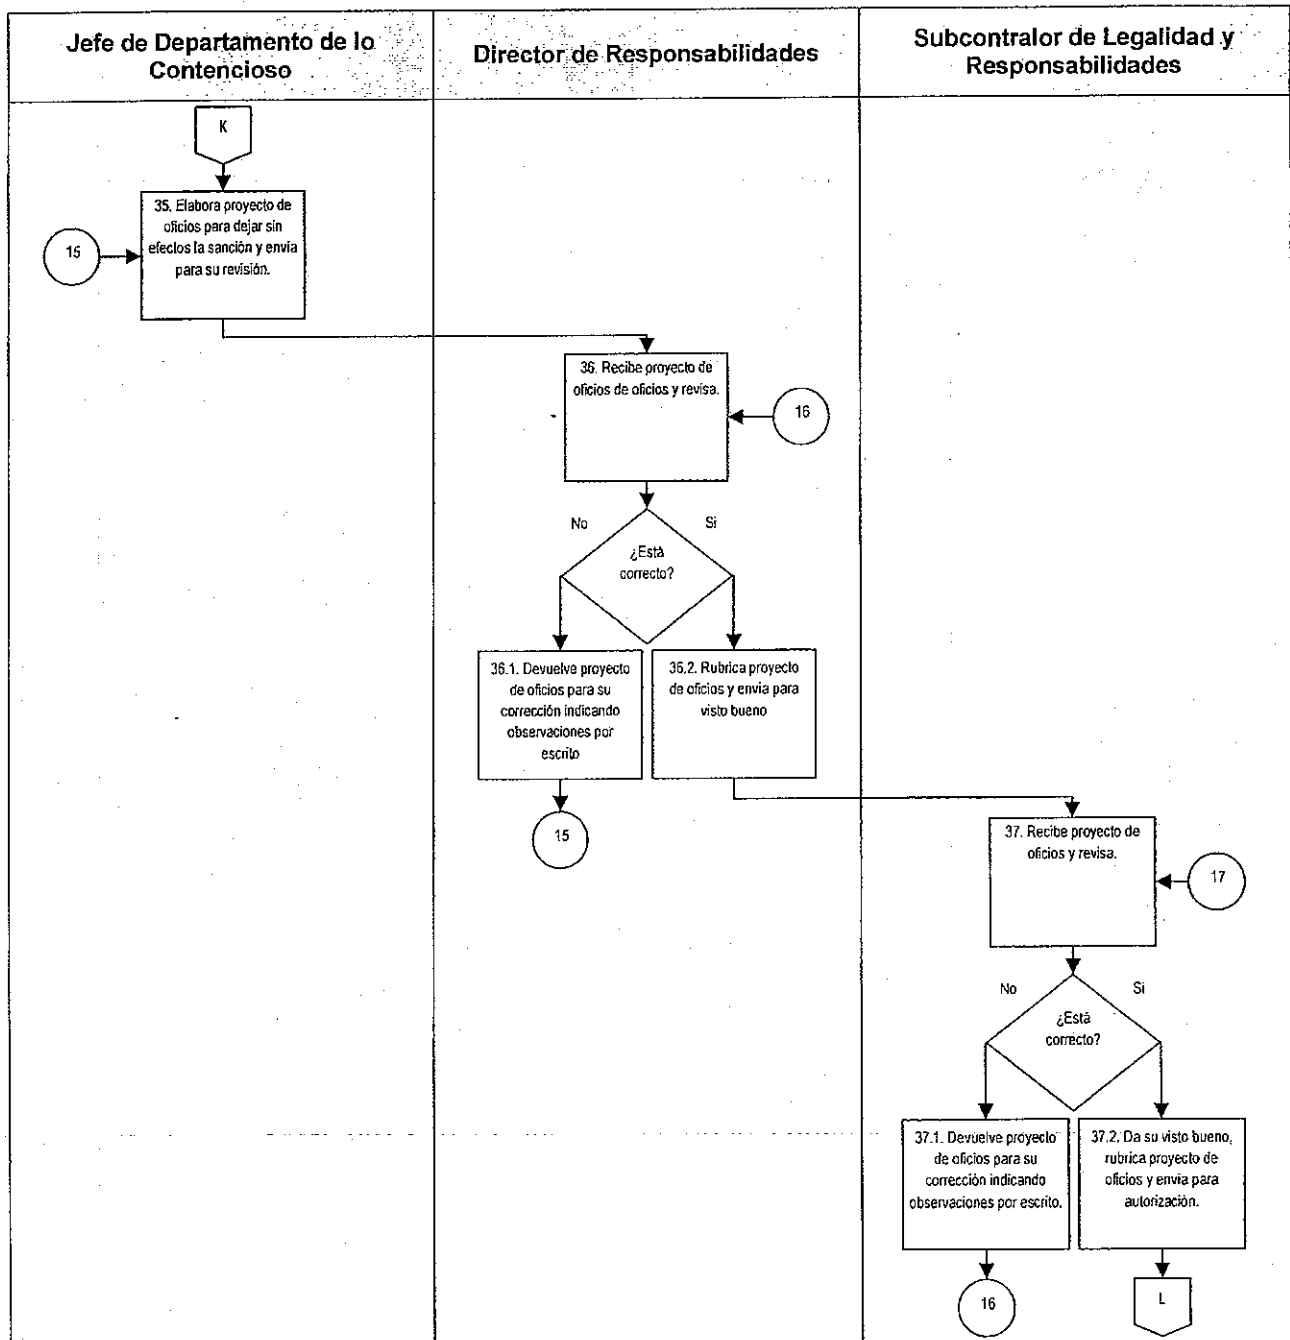 Jefe de Departamento de lo
Contencioso
Director de Responsabilidades
Subcontralor de Legalidad y
Responsabilidades
K
35. Elabora proyecto de
oficios para dejar sin
efectos la sanción y envía
para su revisión.
15
36. Recibe proyecto de
oficios de oficios y revisa.
16
No
Si
¿Está
correcto?
36.1. Devuelve proyecto
de oficios para su
corrección indicando
observaciones por
escrito
36.2. Rubrica proyecto
de oficios y envia para
visto bueno
15
37. Recibe proyecto de
oficios y revisa.
17
No
Si
¿Está
correcto?
37.1. Devuelve proyecto
de oficios para su
corrección indicando
observaciones por escrito.
37.2. Da su visto bueno,
rubrica proyecto de
oficios y envia para
autorización.
16
L